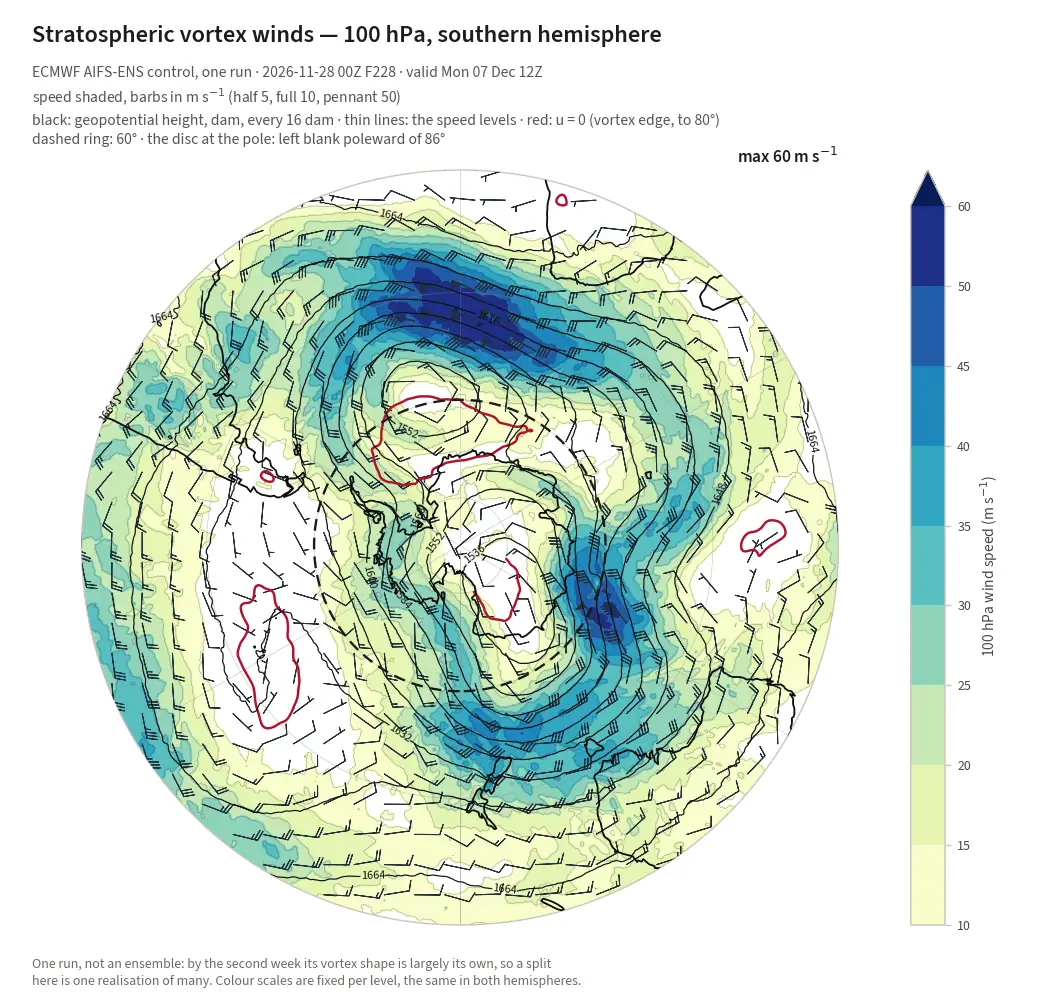 Stratospheric vortex winds — 100 hPa, southern hemisphere
ECMWF AIFS-ENS control, one run · 2026-11-28 00Z F228 · valid Mon 07 Dec 12Z
speed shaded, barbs in m s⁻¹ (half 5, full 10, pennant 50)
black: geopotential height, dam, every 16 dam · thin lines: the speed levels · red: u = 0 (vortex edge, to 80°)
dashed ring: 60° · the disc at the pole: left blank poleward of 86°
max 60 m s⁻¹
1664
1616
1664
1664
1664
1552
1648
1552
1536
1632
1664
1664
60
50
45
40
35
30
25
20
15
10
100 hPa wind speed (m s⁻¹)
One run, not an ensemble: by the second week its vortex shape is largely its own, so a split
here is one realisation of many. Colour scales are fixed per level, the same in both hemispheres.